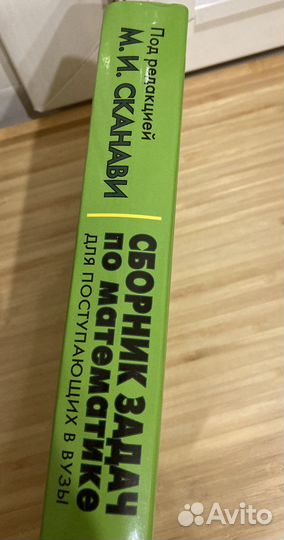 Под редакцией
М. И. СКАНАВИ
СБОРНИК ЗАДАЧ
по математике
ДЛЯ ПОСТУПАЮЩИХ В ВУЗЫ
Avito